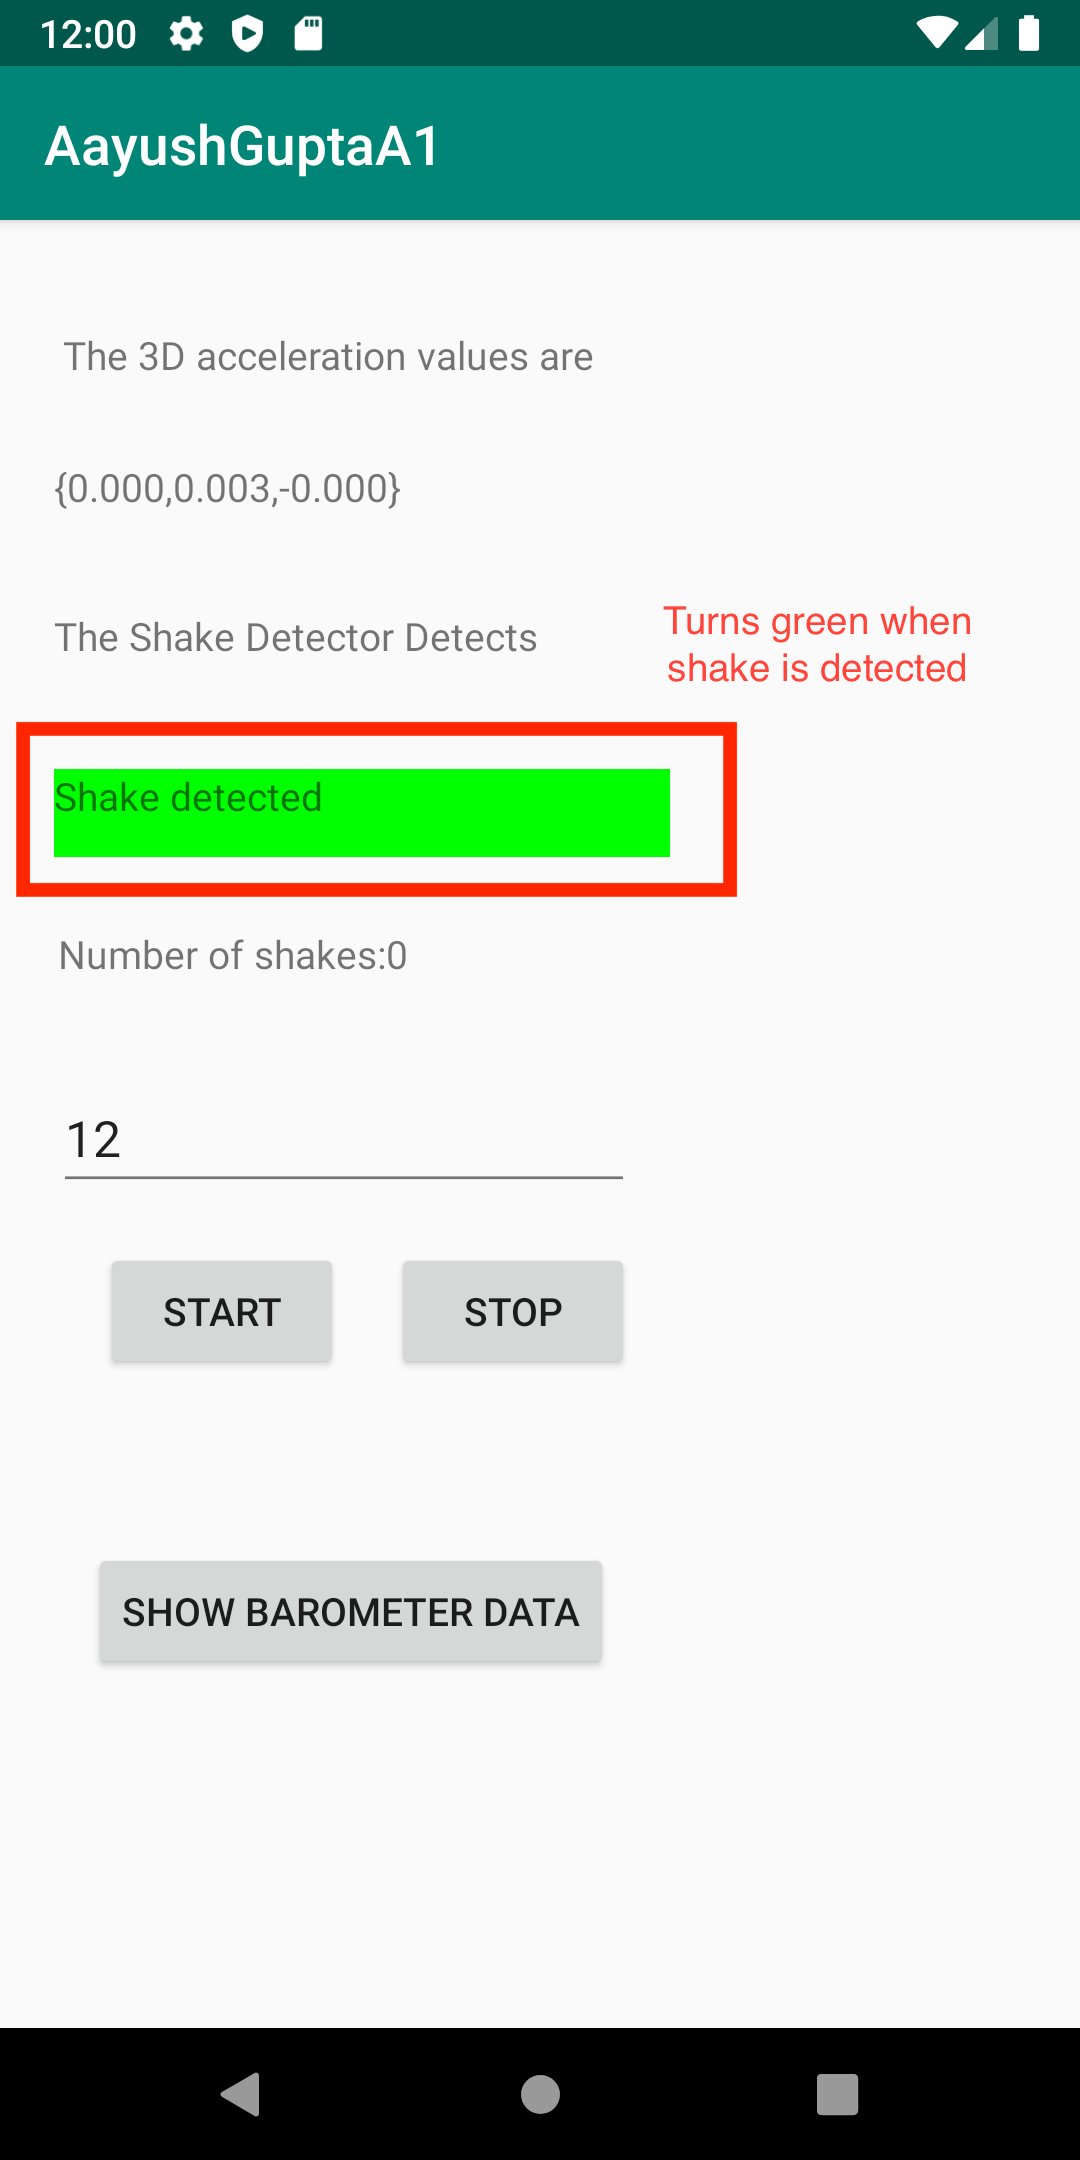 12:00
AayushGuptaA1
The 3D acceleration values are
{0.000,0.003,-0.000}
The Shake Detector Detects
Turns green when
shake is detected
Shake detected
Number of shakes:0
12
START
STOP
SHOW BAROMETER DATA